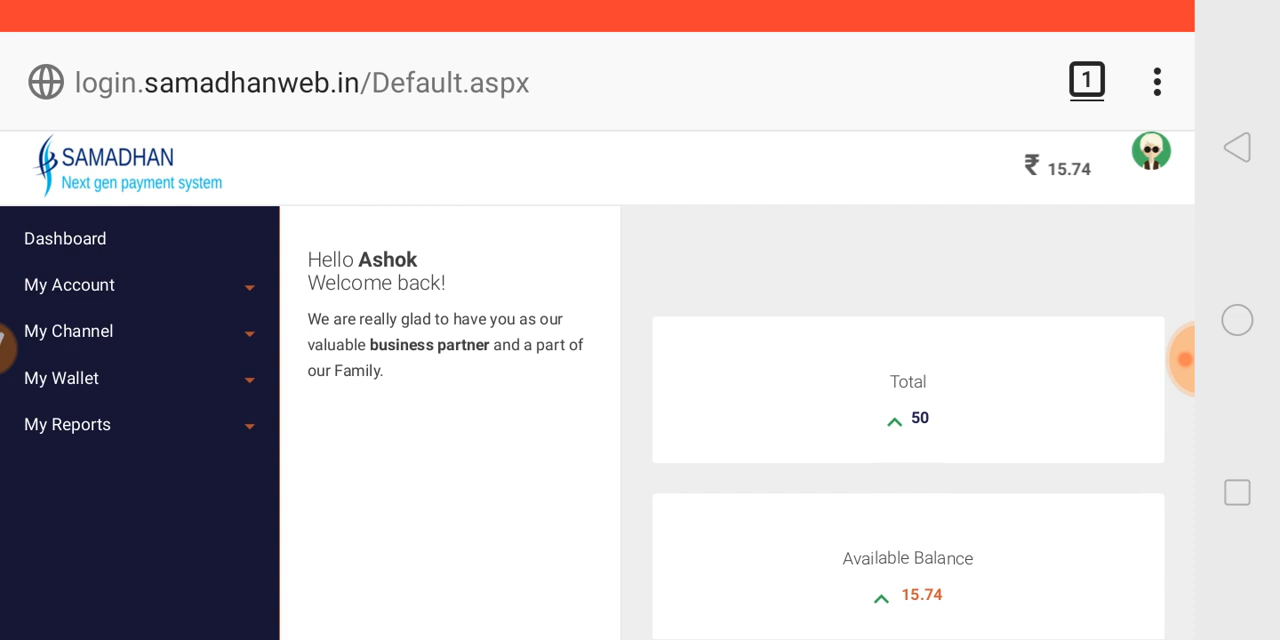 login.samadhanweb.in/Default.aspx
1
SAMADHAN
Next gen payment system
₹ 15.74
Dashboard
My Account
My Channel
My Wallet
My Reports
Hello Ashok
Welcome back!
We are really glad to have you as our
valuable business partner and a part of
our Family.
Total
50
Available Balance
15.74